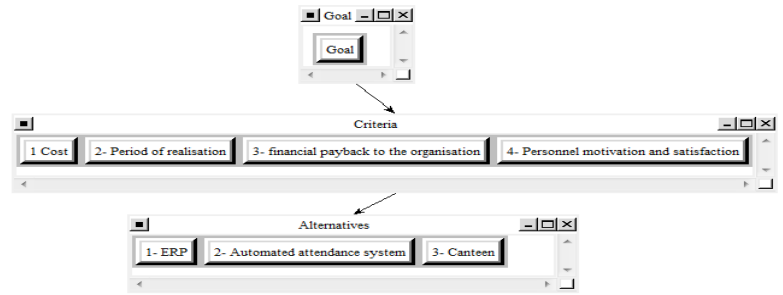 Goal
Goal
Criteria
1 Cost 2- Period of realisation 3- financial payback to the organisation 4- Personnel motivation and satisfaction
Alternatives
1- ERP 2- Automated attendance system 3- Canteen